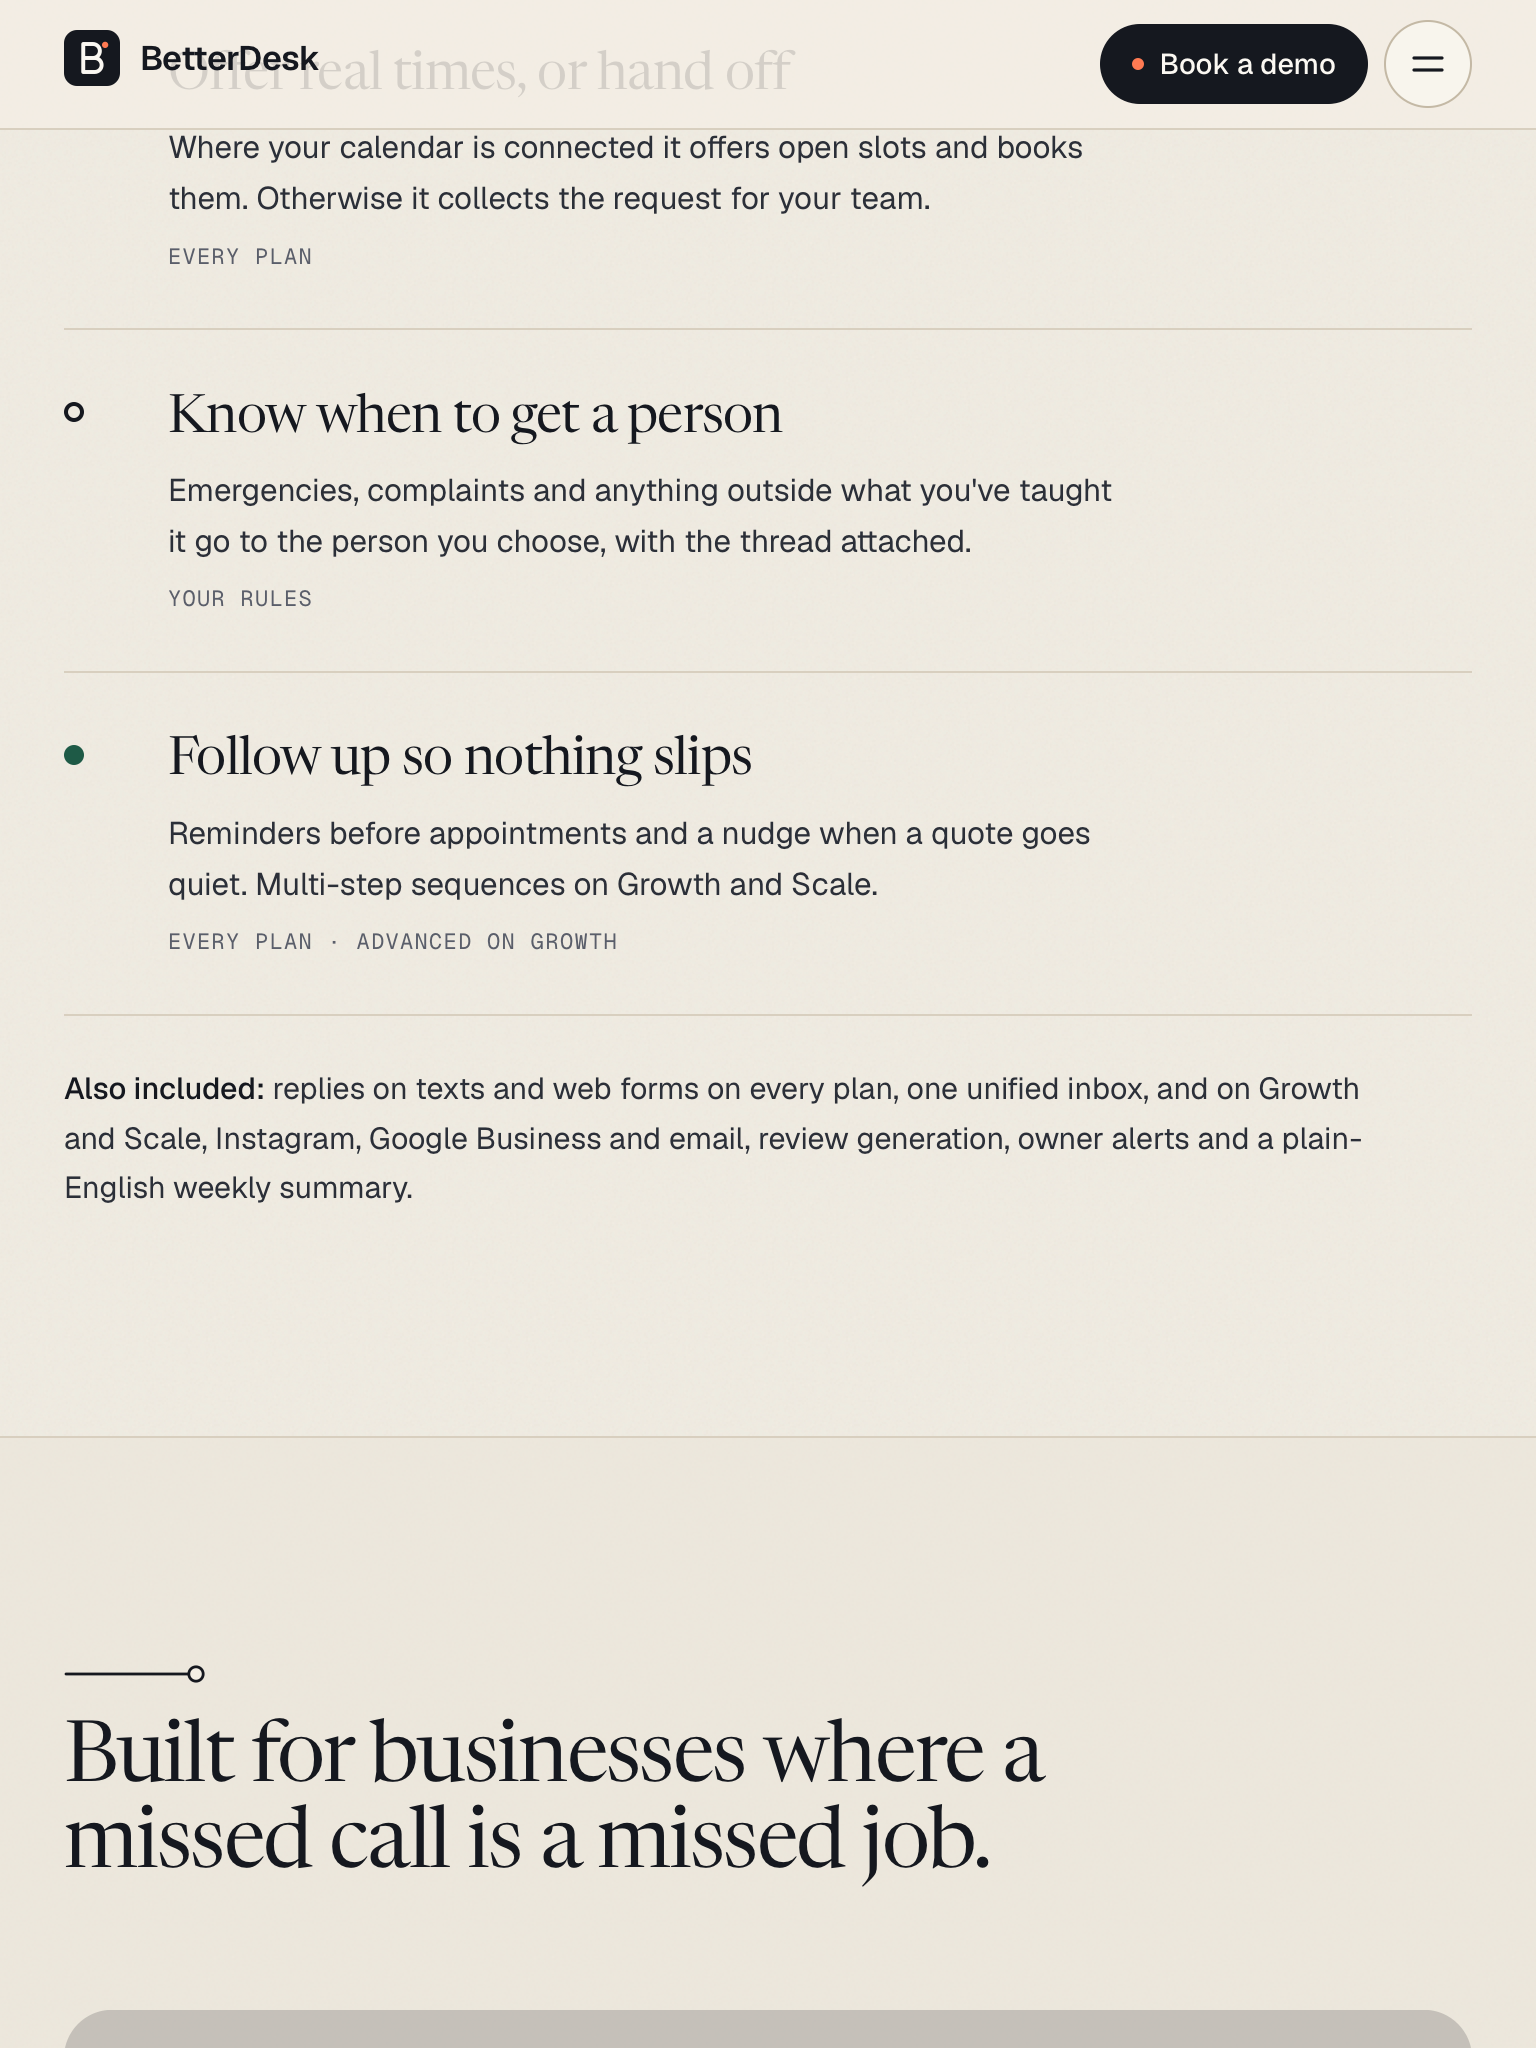 BetterDesk
Book a demo
Offer real times, or hand off
Where your calendar is connected it offers open slots and books
them. Otherwise it collects the request for your team.
EVERY PLAN
Know when to get a person
Emergencies, complaints and anything outside what you've taught
it go to the person you choose, with the thread attached.
YOUR RULES
Follow up so nothing slips
Reminders before appointments and a nudge when a quote goes
quiet. Multi-step sequences on Growth and Scale.
EVERY PLAN · ADVANCED ON GROWTH
Also included: replies on texts and web forms on every plan, one unified inbox, and on Growth
and Scale, Instagram, Google Business and email, review generation, owner alerts and a plain-
English weekly summary.
Built for businesses where a
missed call is a missed job.